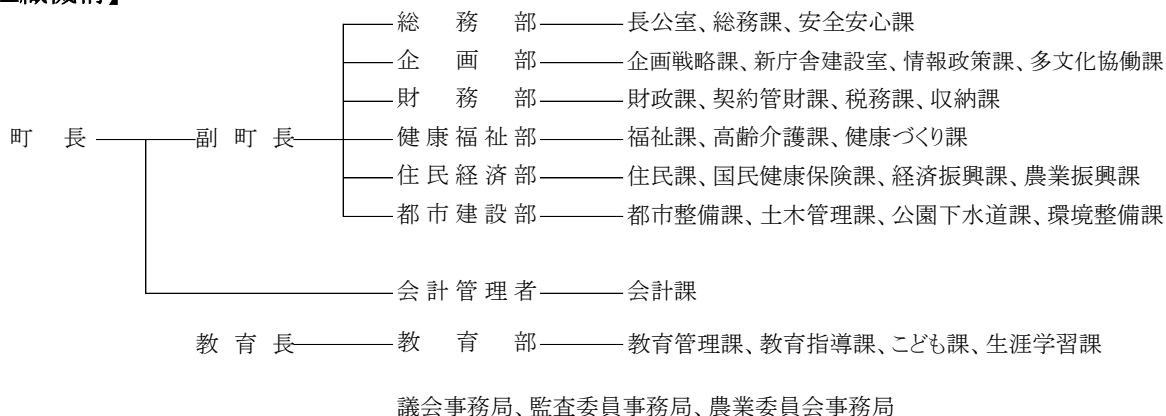 組織機構】
総務部 長公室、総務課、安全安心課
企画部 企画戦略課、新庁舎建設室、情報政策課、多文化協働課
財務部 財政課、契約管財課、税務課、収納課
町長 副町長 健康福祉部 福祉課、高齢介護課、健康づくり課
住民経済部 住民課、国民健康保険課、経済振興課、農業振興課
都市建設部 都市整備課、土木管理課、公園下水道課、環境整備課
会計管理者 会計課
教育長 教育部 教育管理課、教育指導課、こども課、生涯学習課
議会事務局、監査委員事務局、農業委員会事務局